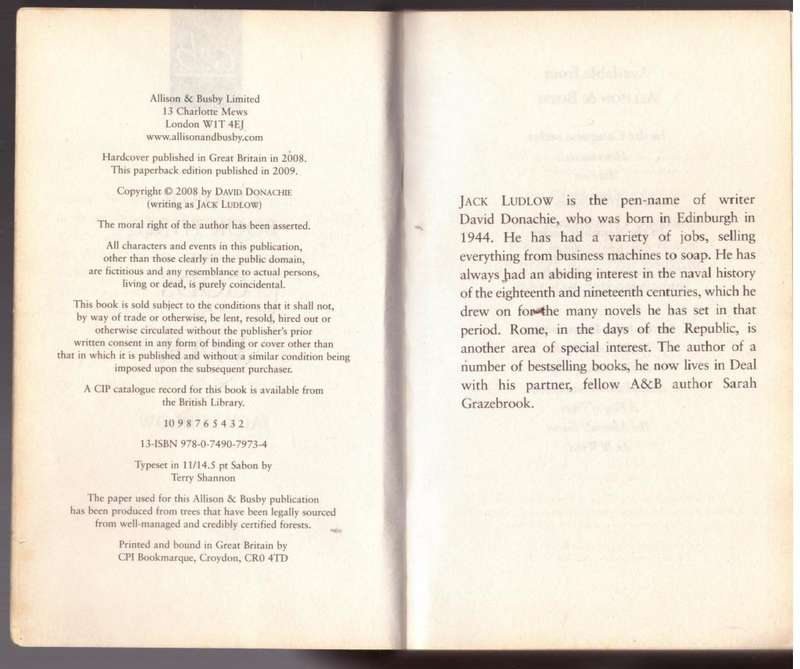 Allison & Busby Limited
13 Charlotte Mews
London W1T 4EJ
www.allisonandbusby.com
Hardcover published in Great Britain in 2008.
This paperback edition published in 2009.
Copyright © 2008 by DAVID DONACHIE
(writing as JACK LUDLOW)
The moral right of the author has been asserted.
All characters and events in this publication,
other than those clearly in the public domain,
are fictitious and any resemblance to actual persons,
living or dead, is purely coincidental.
This book is sold subject to the conditions that it shall not,
by way of trade or otherwise, be lent, resold, hired out or
otherwise circulated without the publisher's prior
written consent in any form of binding or cover other than
that in which it is published and without a similar condition being
imposed upon the subsequent purchaser.
A CIP catalogue record for this book is available from
the British Library.
10 9 8 7 6 5 4 3 2
13-ISBN 978-0-7490-7973-4
Typeset in 11/14.5 pt Sabon by
Terry Shannon
The paper used for this Allison & Busby publication
has been produced from trees that have been legally sourced
from well-managed and credibly certified forests.
Printed and bound in Great Britain by
CPI Bookmarque, Croydon, CR0 4TD
JACK LUDLOW is the pen-name of writer
David Donachie, who was born in Edinburgh in
1944. He has had a variety of jobs, selling
everything from business machines to soap. He has
always had an abiding interest in the naval history
of the eighteenth and nineteenth centuries, which he
drew on for the many novels he has set in that
period. Rome, in the days of the Republic, is
another area of special interest. The author of a
number of bestselling books, he now lives in Deal
with his partner, fellow A&B author Sarah
Grazebrook.